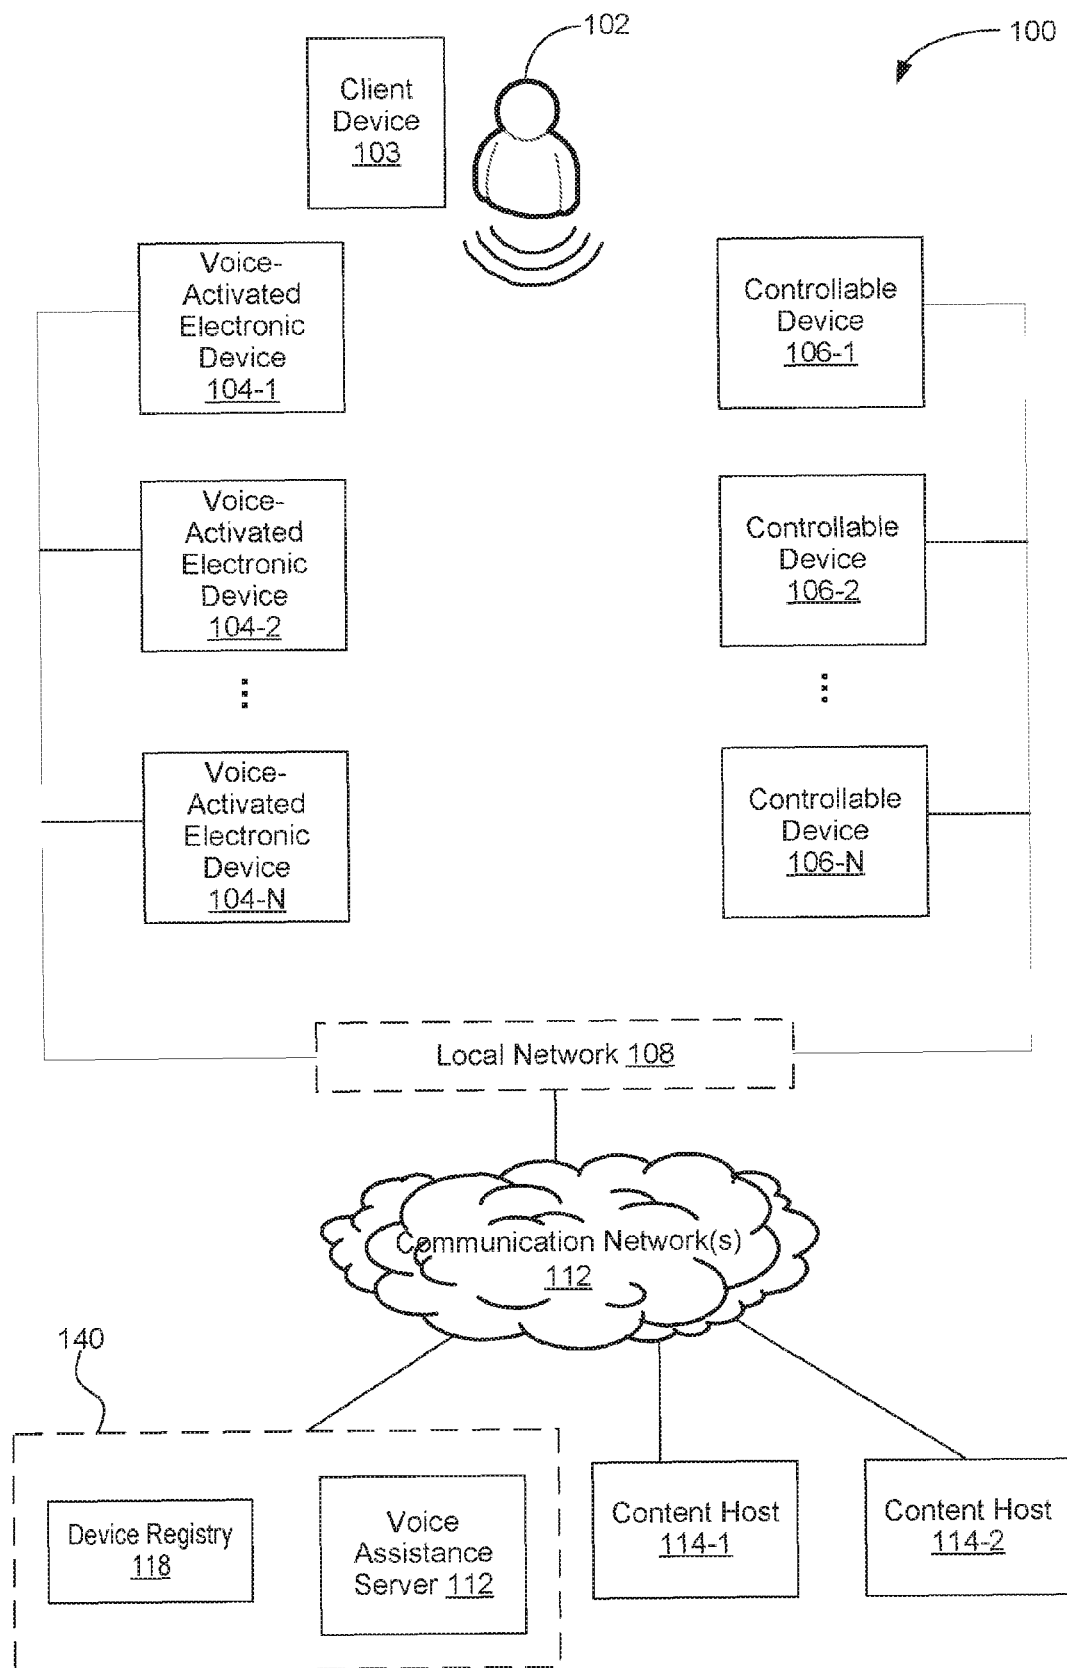 102
100
Client
Device
103
Voice-
Activated
Electronic
Device
104-1
Controllable
Device
106-1
Voice-
Activated
Electronic
Device
104-2
Controllable
Device
106-2
Voice-
Activated
Electronic
Device
104-N
Controllable
Device
106-N
Local Network 108
Communication Network(s)
112
140
Device Registry
118
Voice
Assistance
Server 112
Content Host
114-1
Content Host
114-2